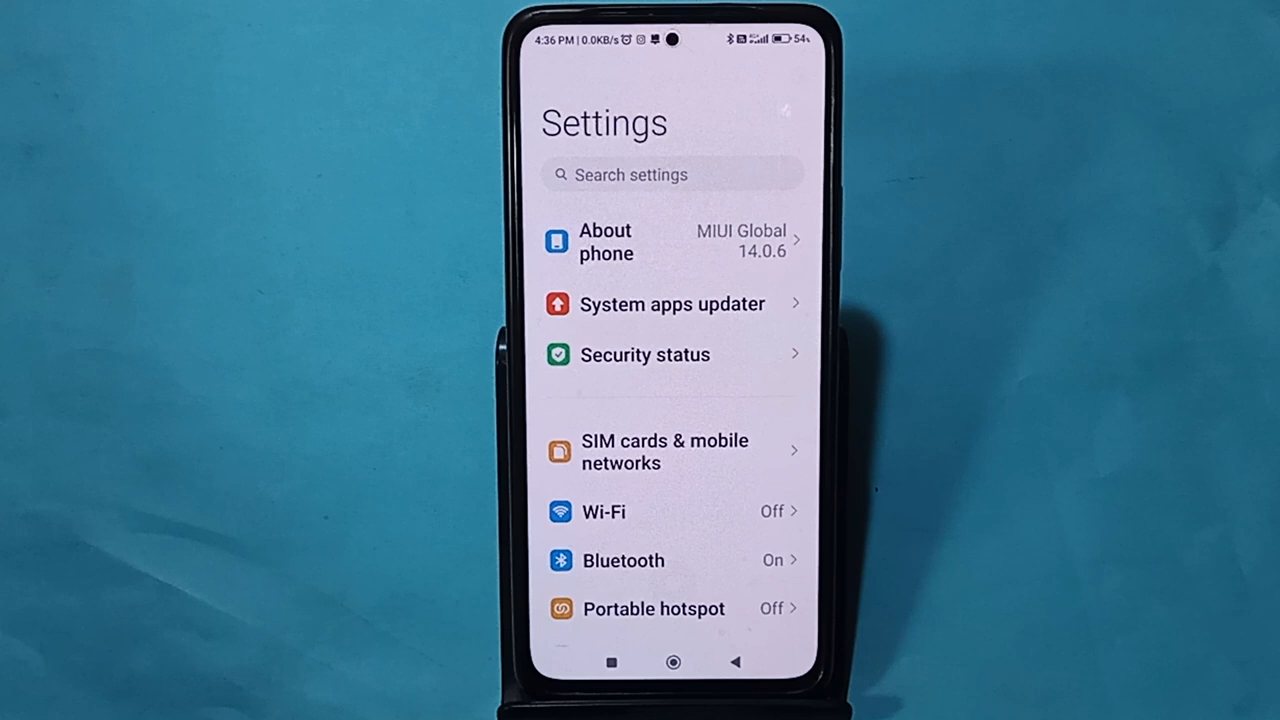 4:36 PM | 0.0KB/s 54%
Settings
Search settings
About phone
MIUI Global 14.0.6
System apps updater
Security status
SIM cards & mobile
networks
Wi-Fi Off
Bluetooth On
Portable hotspot Off